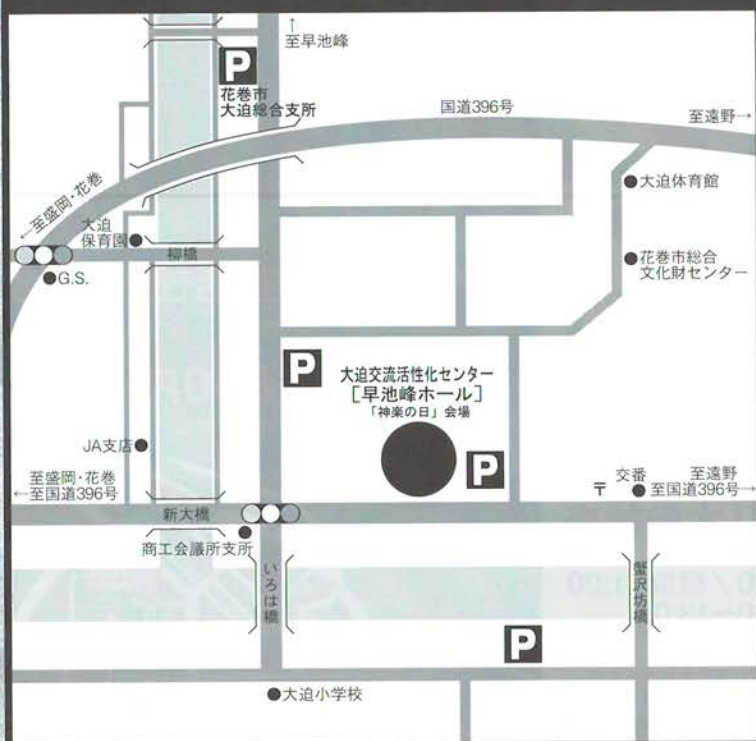 ↑
至早池峰
P
花巻市
大迫総合支所
国道396号
至遠野→
←至盛岡・花巻
大迫体育館
大迫
保育園
柳橋
G.S.
花巻市総合
文化財センター
P
大迫交流活性化センター
[早池峰ホール]
「神楽の日」会場
P
JA支店
至盛岡・花巻
←至国道396号
〒
交番
至遠野
至国道396号→
新大橋
商工会議所支所
いろは橋
蟹沢坊橋
P
大迫小学校